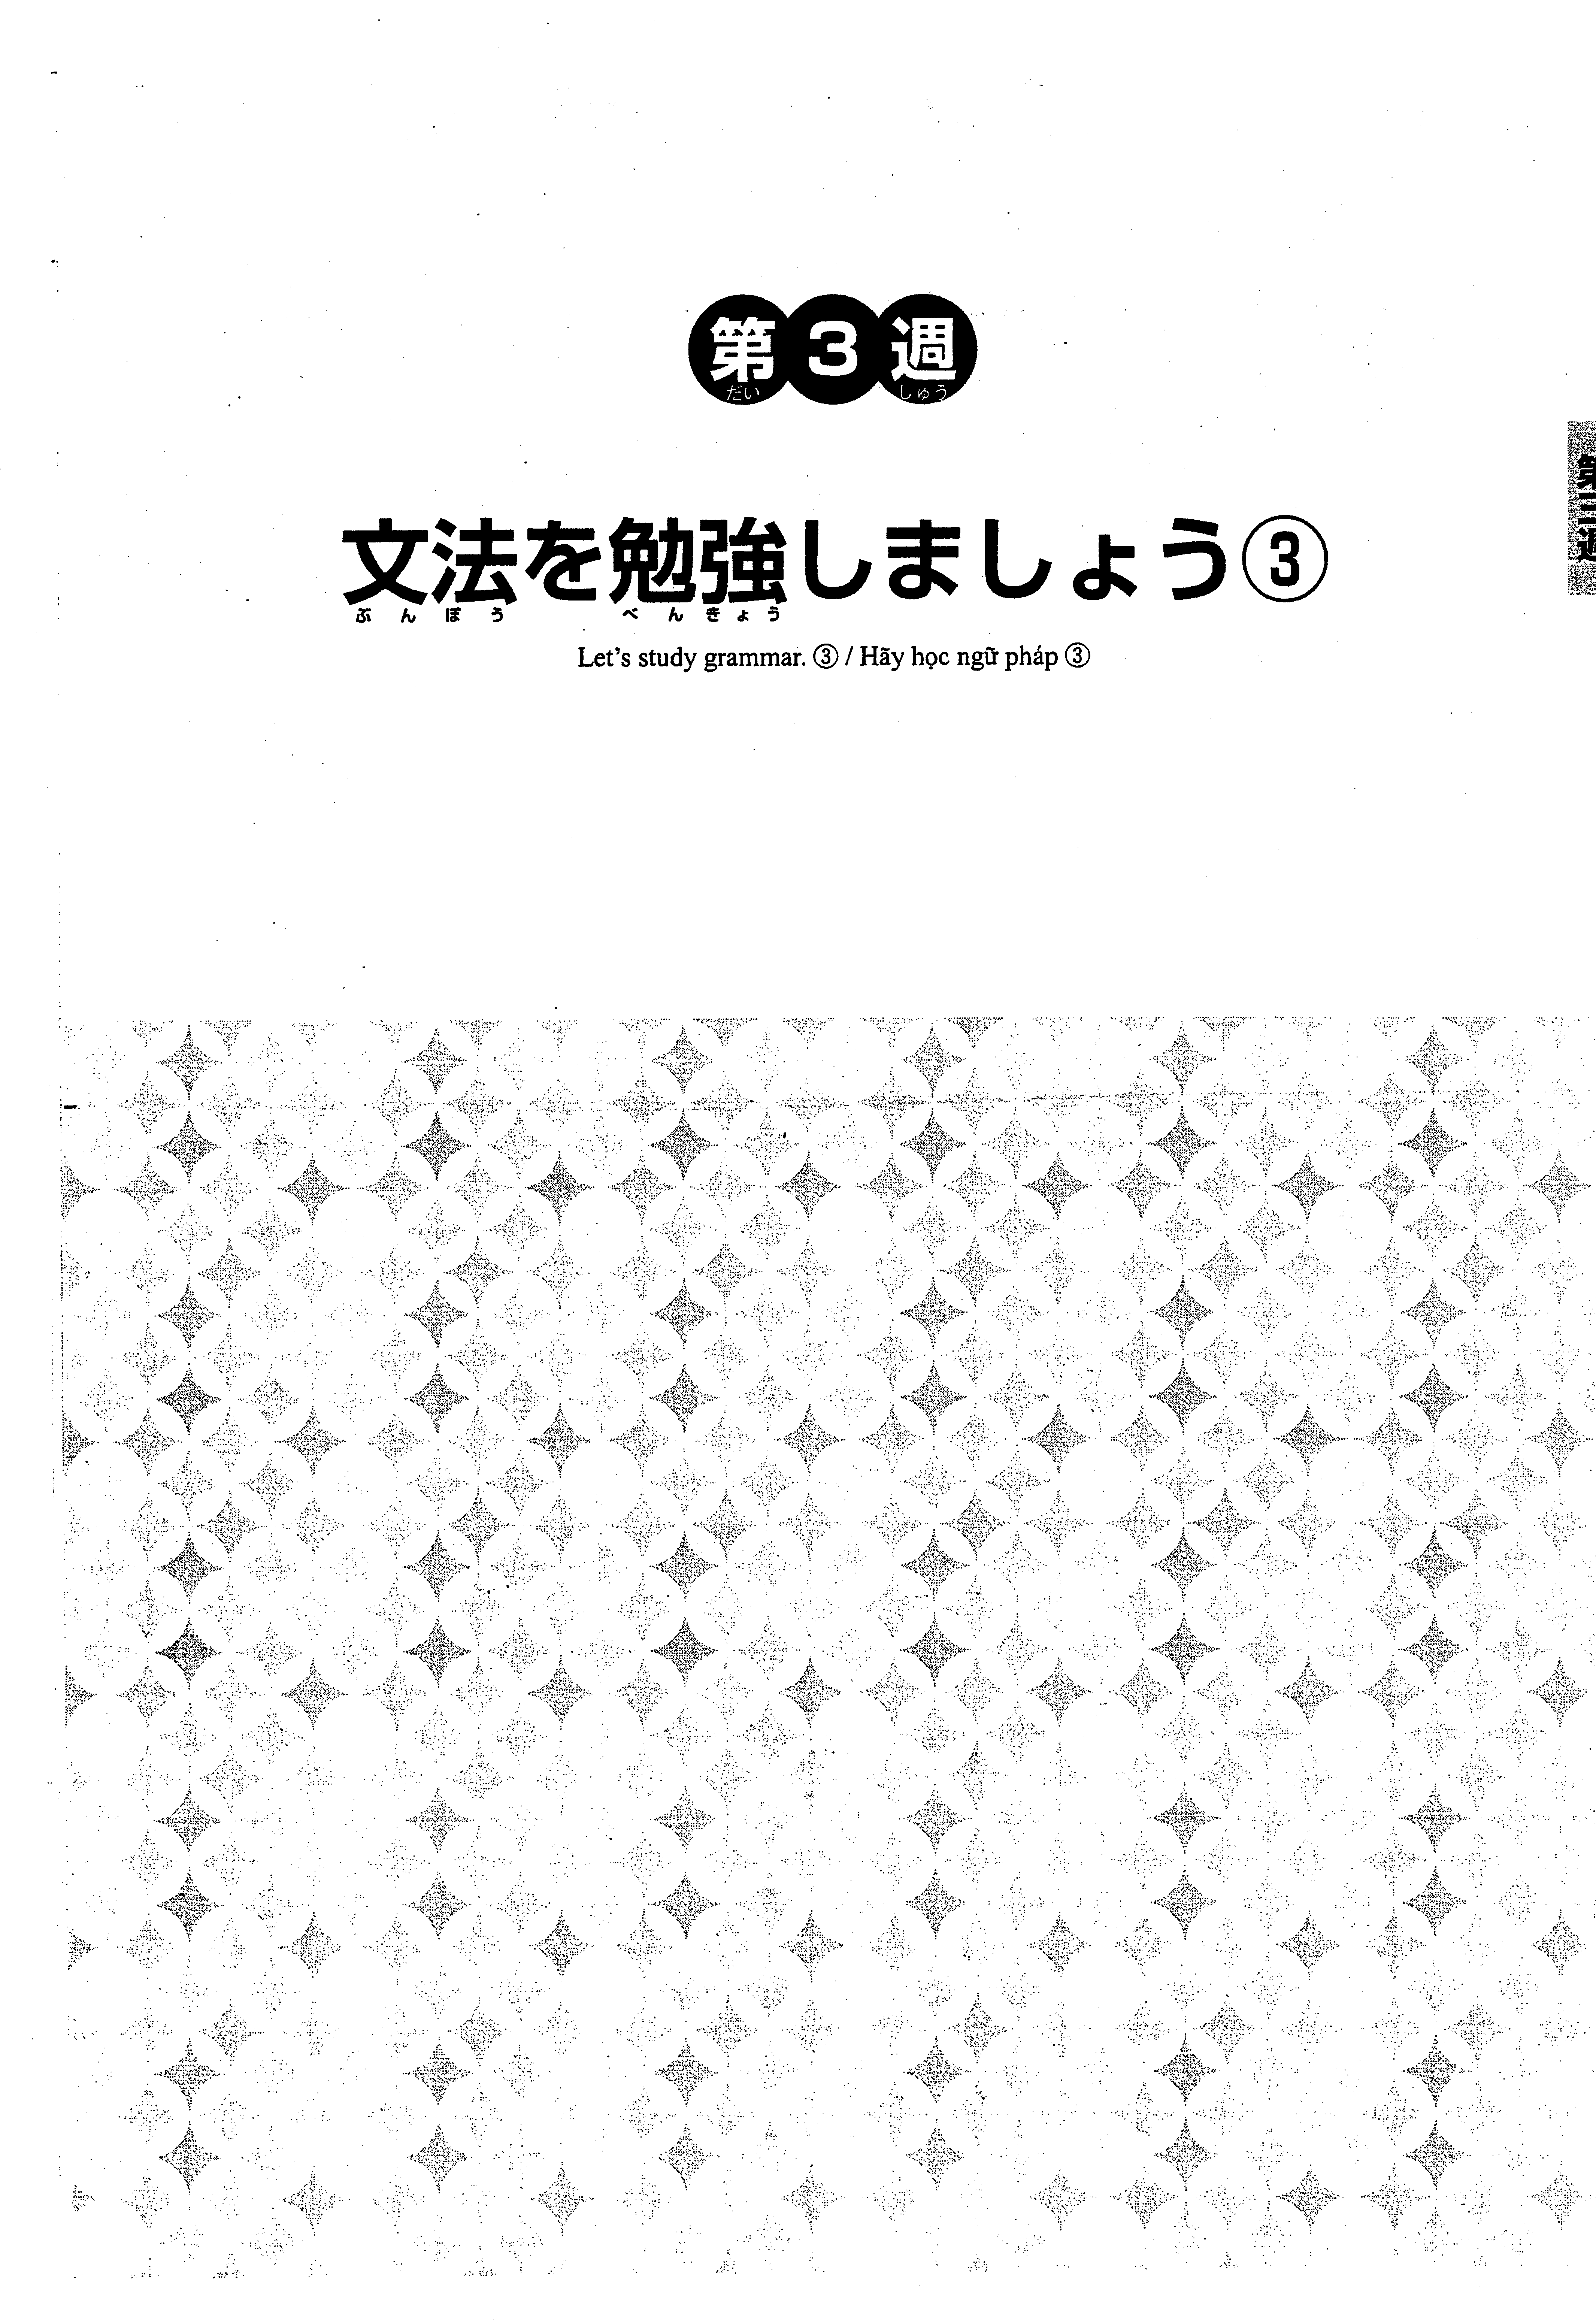 第3週
だい しゅう
文法を勉強しましょう③
ぶんぽう べんきょう
Let's study grammar. ③ / Hãy học ngữ pháp ③